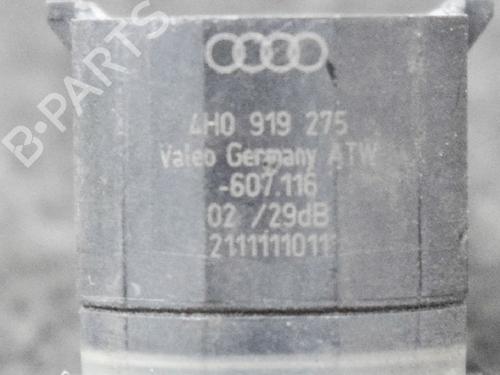 B-PARTS
4H0 919 275
Valeo Germany ATW
-607.116
02 /29dB
2111111011